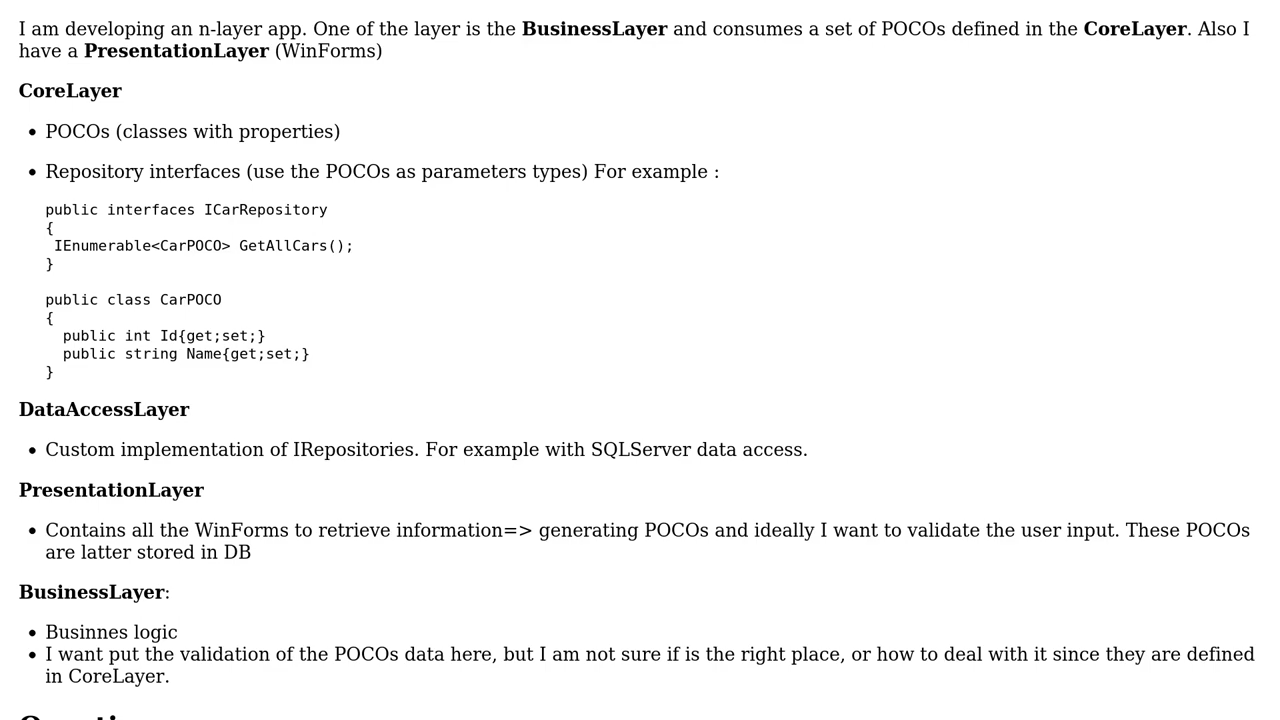 I am developing an n-layer app. One of the layer is the BusinessLayer and consumes a set of POCOs defined in the CoreLayer. Also I
have a PresentationLayer (WinForms)
CoreLayer
• POCOs (classes with properties)
• Repository interfaces (use the POCOs as parameters types) For example :
public interfaces ICarRepository
{
 IEnumerable<CarPOCO> GetAllCars();
}
public class CarPOCO
{
  public int Id{get;set;}
  public string Name{get;set;}
}
DataAccessLayer
• Custom implementation of IRepositories. For example with SQLServer data access.
PresentationLayer
• Contains all the WinForms to retrieve information=> generating POCOs and ideally I want to validate the user input. These POCOs
are latter stored in DB
BusinessLayer:
• Businnes logic
• I want put the validation of the POCOs data here, but I am not sure if is the right place, or how to deal with it since they are defined
in CoreLayer.